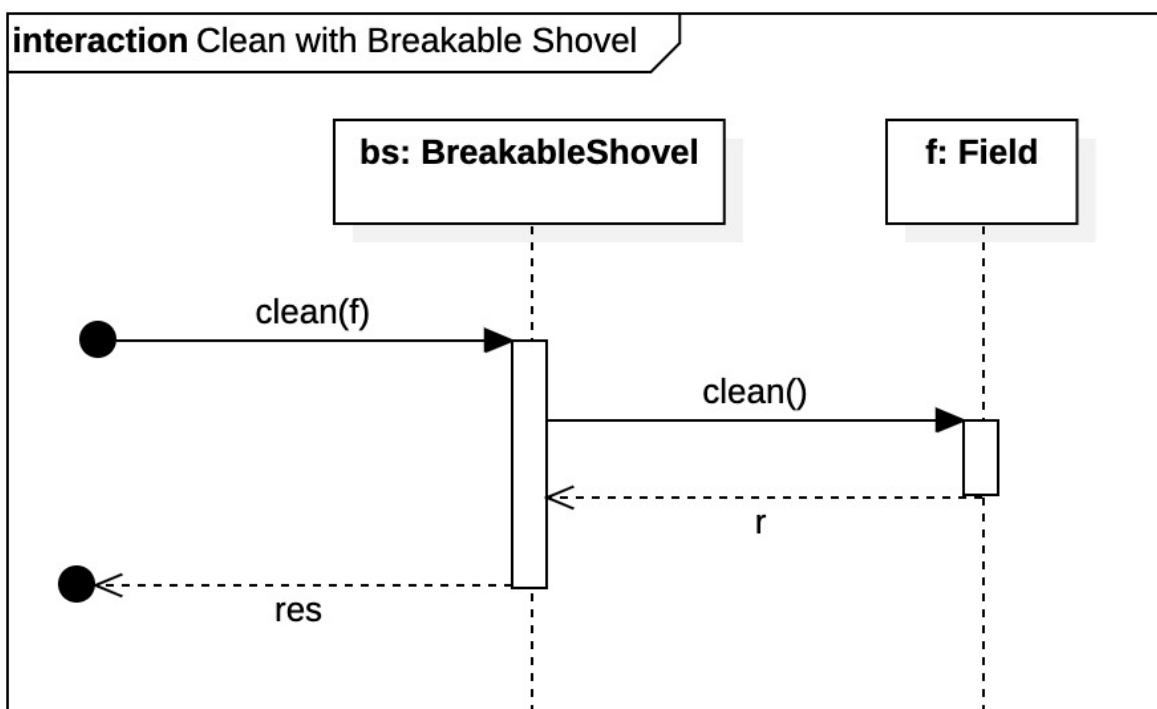 interaction Clean with Breakable Shovel
bs: BreakableShovel
f: Field
clean(f)
clean()
r
res